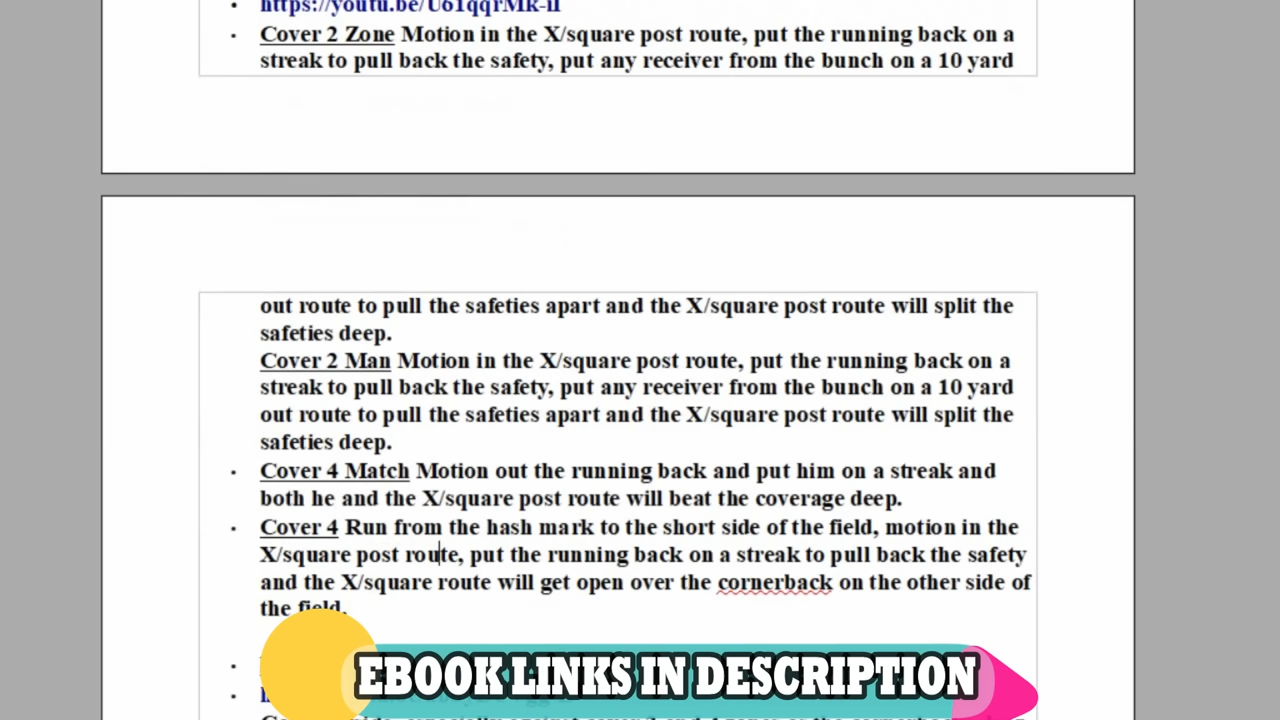 https://youtu.be/U61qqrMk-iI
Cover 2 Zone Motion in the X/square post route, put the running back on a
streak to pull back the safety, put any receiver from the bunch on a 10 yard
out route to pull the safeties apart and the X/square post route will split the
safeties deep.
Cover 2 Man Motion in the X/square post route, put the running back on a
streak to pull back the safety, put any receiver from the bunch on a 10 yard
out route to pull the safeties apart and the X/square post route will split the
safeties deep.
Cover 4 Match Motion out the running back and put him on a streak and
both he and the X/square post route will beat the coverage deep.
Cover 4 Run from the hash mark to the short side of the field, motion in the
X/square post route, put the running back on a streak to pull back the safety
and the X/square route will get open over the cornerback on the other side of
the field.
EBOOK LINKS IN DESCRIPTION